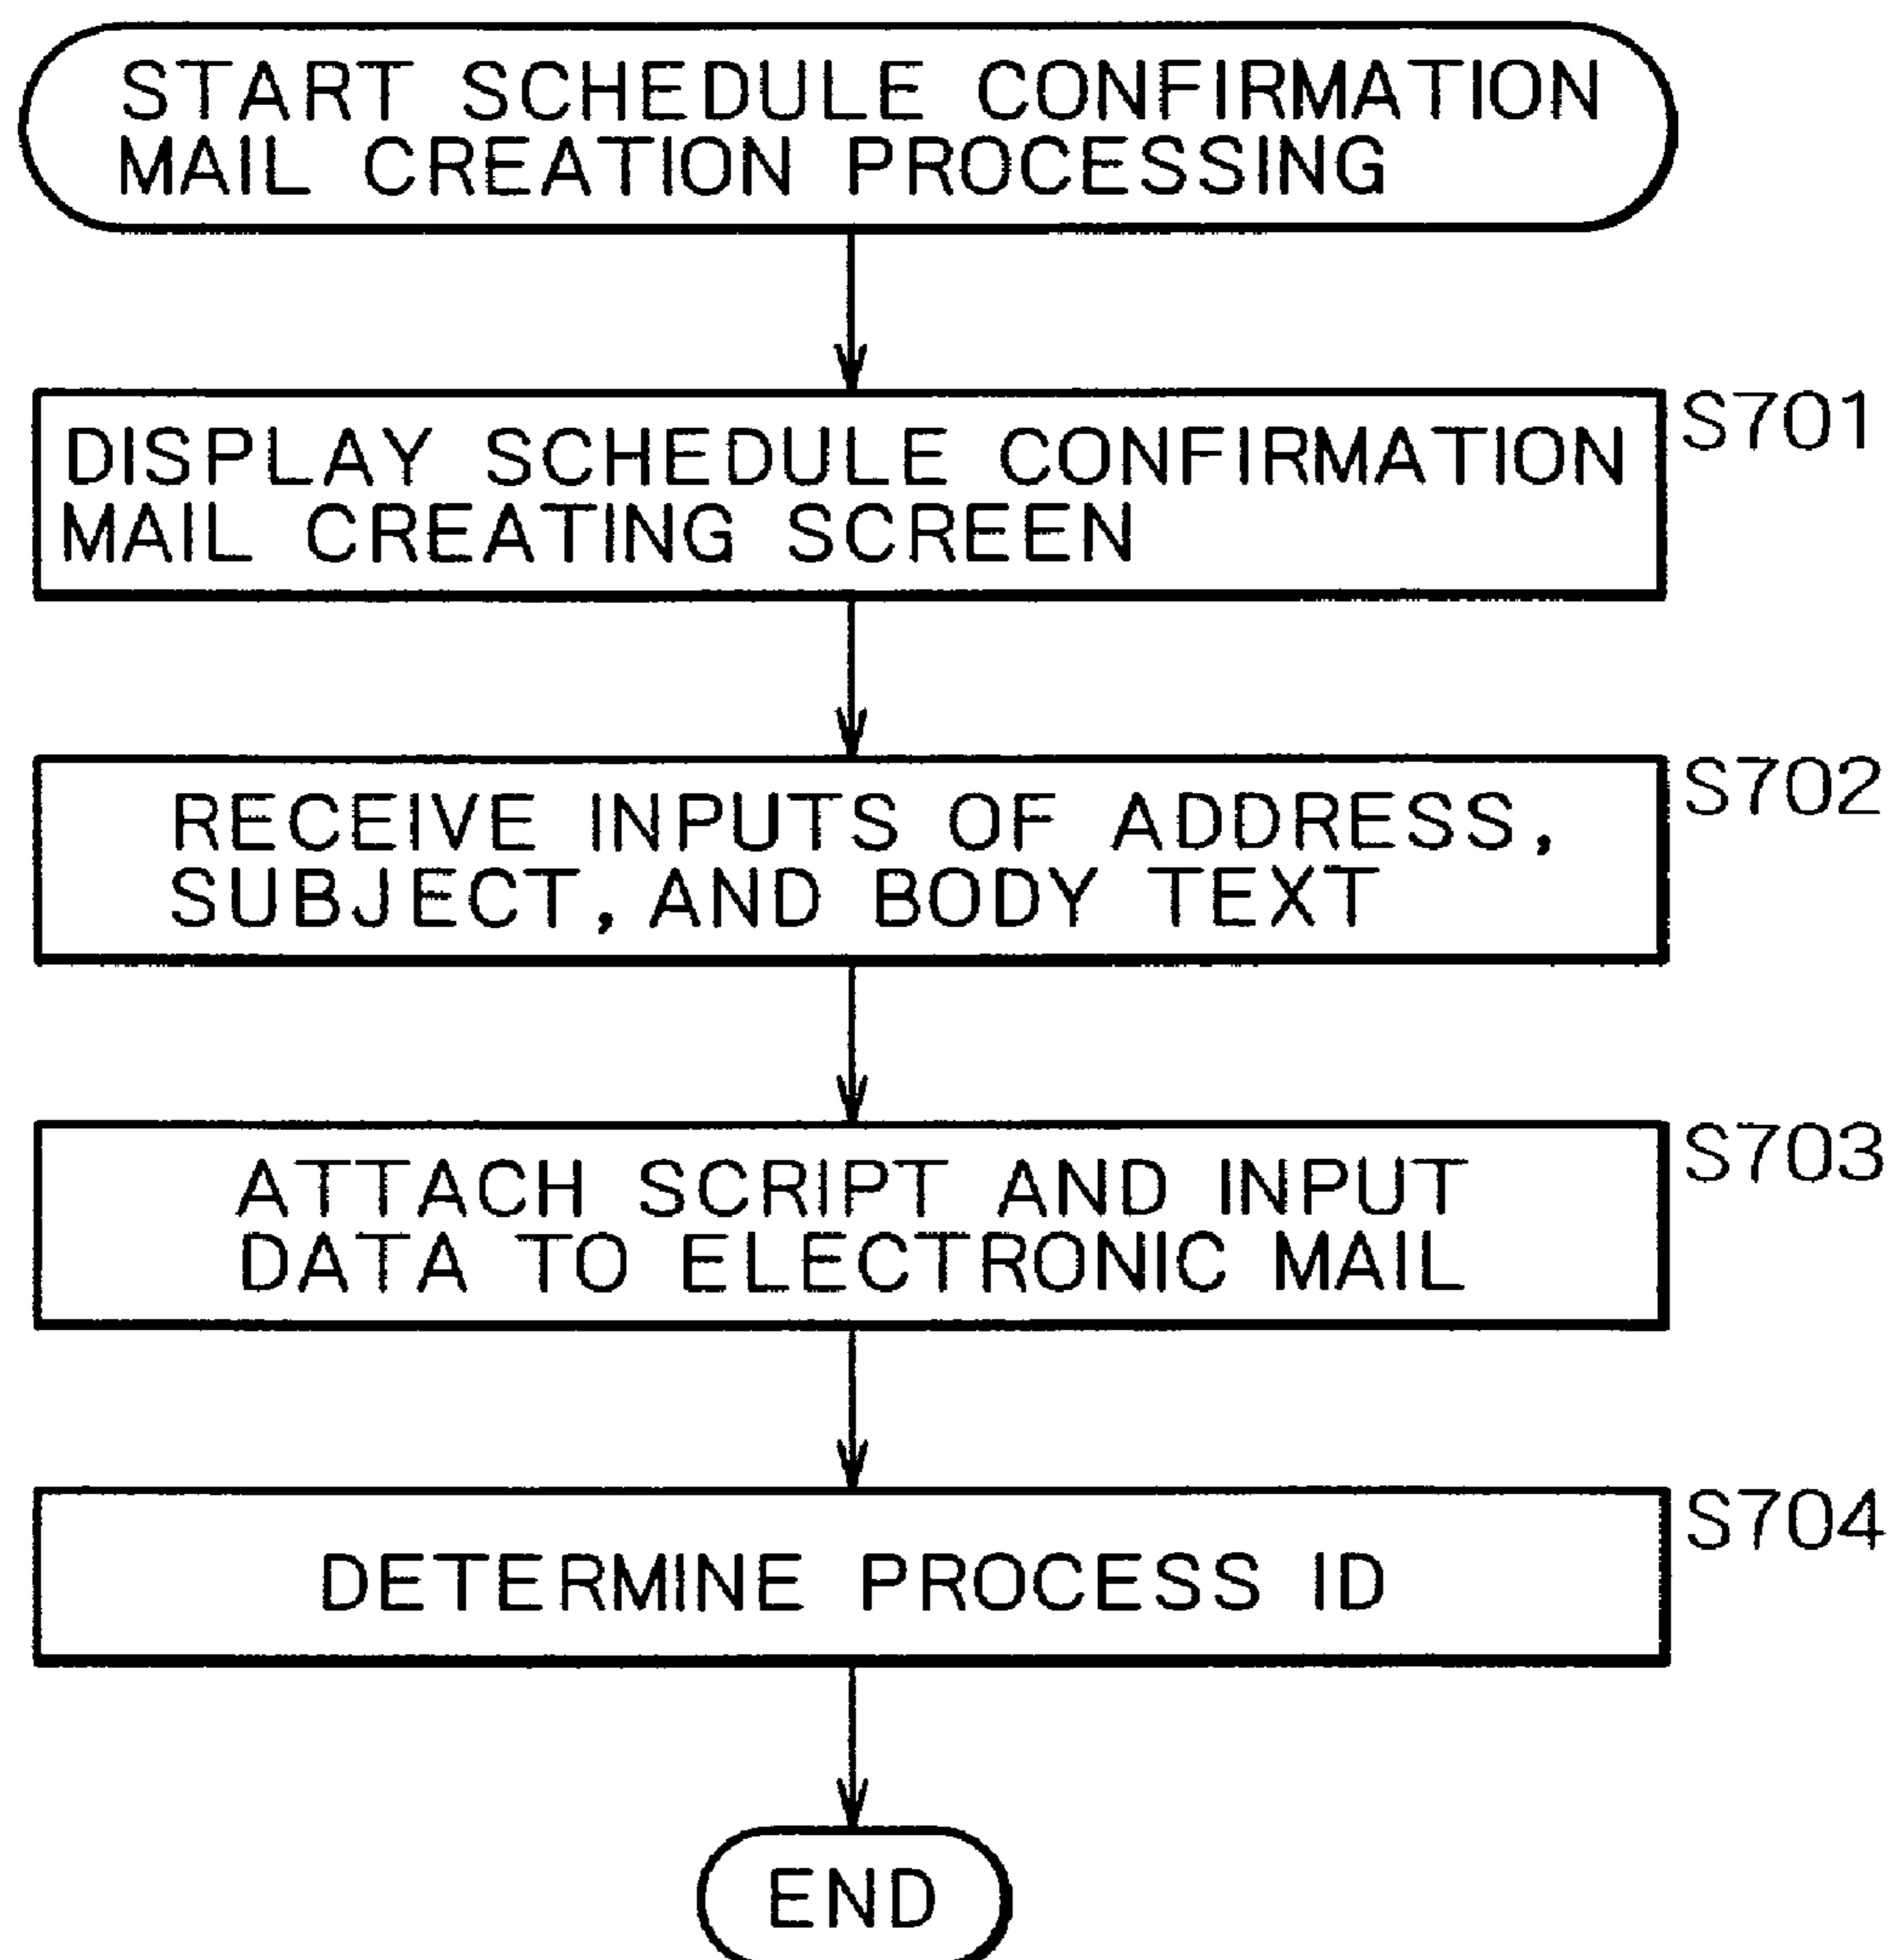 START SCHEDULE CONFIRMATION
MAIL CREATION PROCESSING
S701
DISPLAY SCHEDULE CONFIRMATION
MAIL CREATING SCREEN
S702
RECEIVE INPUTS OF ADDRESS,
SUBJECT, AND BODY TEXT
S703
ATTACH SCRIPT AND INPUT
DATA TO ELECTRONIC MAIL
S704
DETERMINE PROCESS ID
END